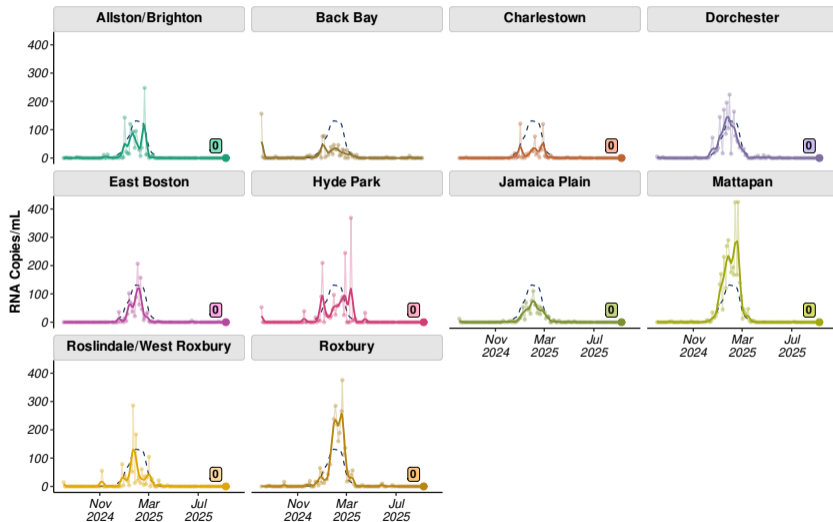 Allston/Brighton Back Bay Charlestown Dorchester
400
300
200
100
0
0 0 0
East Boston Hyde Park Jamaica Plain Mattapan
RNA Copies/mL
400
300
200
100
0
0 0 0 0
Nov 2024 Mar 2025 Jul 2025 Nov 2024 Mar 2025 Jul 2025
Roslindale/West Roxbury Roxbury
400
300
200
100
0
0 0
Nov 2024 Mar 2025 Jul 2025 Nov 2024 Mar 2025 Jul 2025